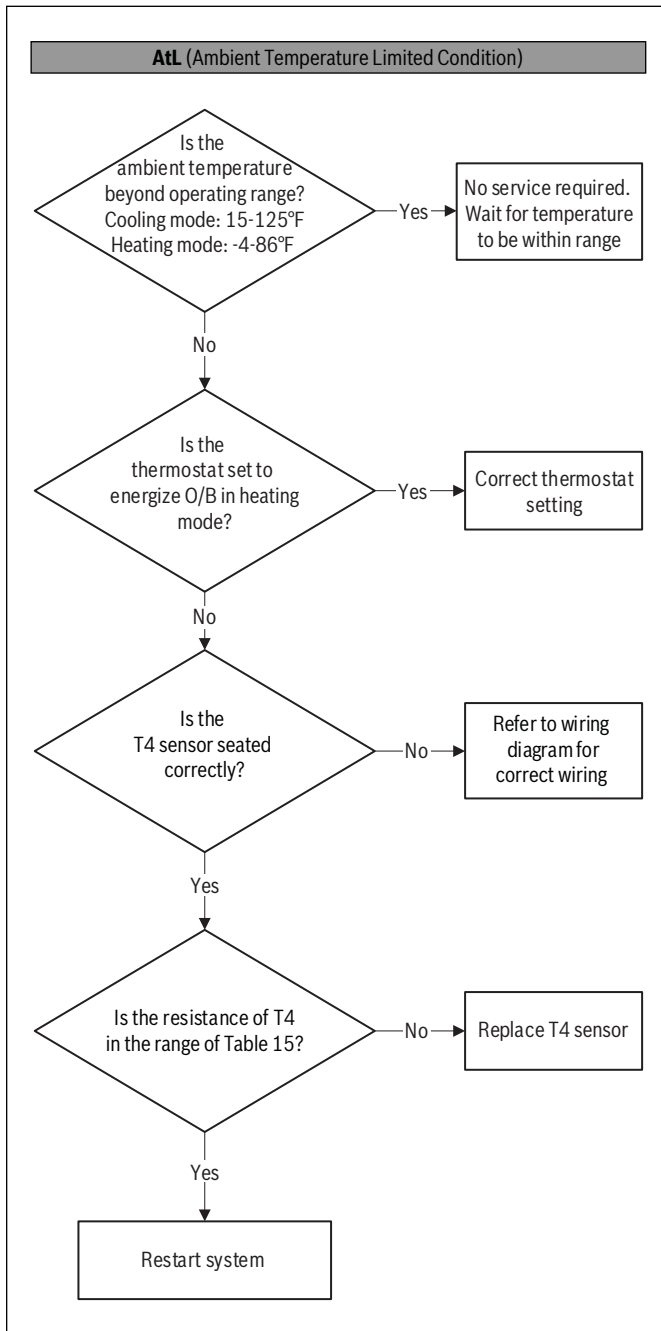 AtL (Ambient Temperature Limited Condition)
Is the
ambient temperature
beyond operating range?
Cooling mode: 15-125°F
Heating mode: -4-86°F
Yes
No service required.
Wait for temperature
to be within range
No
Is the
thermostat set to
energize O/B in heating
mode?
Yes
Correct thermostat
setting
No
Is the
T4 sensor seated
correctly?
No
Refer to wiring
diagram for
correct wiring
Yes
Is the resistance of T4
in the range of Table 15?
No
Replace T4 sensor
Yes
Restart system